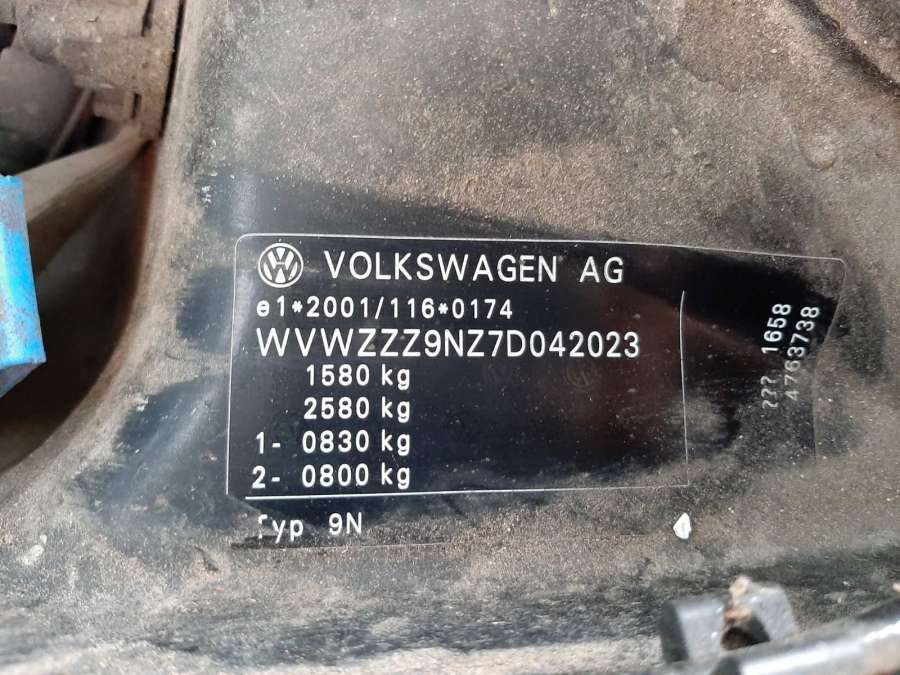 VOLKSWAGEN AG
e1*2001/116*0174
WVWZZZ9NZ7D042023
1580 kg
2580 kg
1- 0830 kg
2- 0800 kg
Typ 9N
??? 1658
4763738